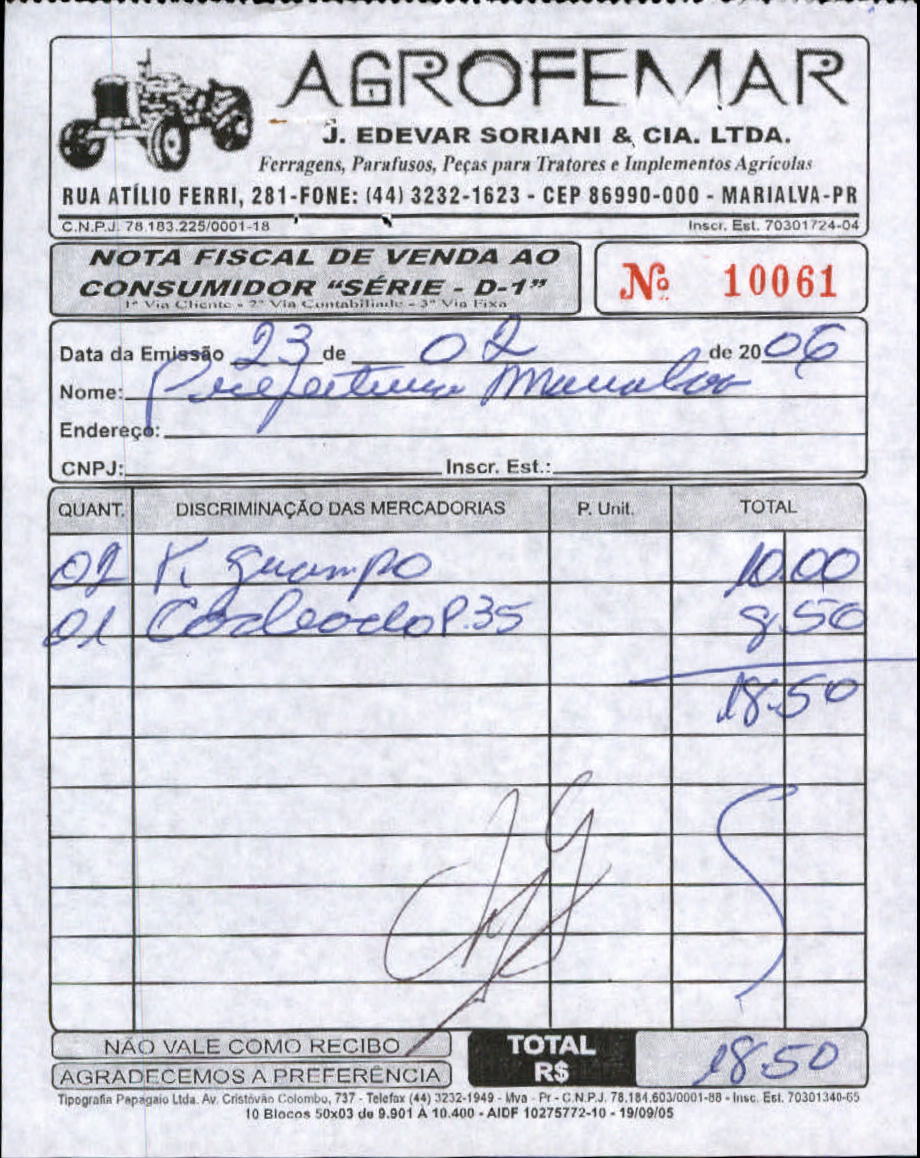 AGROFEMAR
J. EDEVAR SORIANI & CIA. LTDA.
Ferragens, Parafusos, Peças para Tratores e Implementos Agrícolas
RUA ATÍLIO FERRI, 281-FONE: (44) 3232-1623 - CEP 86990-000 - MARIALVA-PR
C.N.P.J. 78.183.225/0001-18 Inscr. Est. 70301724-04
NOTA FISCAL DE VENDA AO
CONSUMIDOR “SÉRIE - D-1”
1ª Via Cliente - 2ª Via Contabiliade - 3ª Via Fixa
Nº 10061
Data da Emissão 23 de 02 de 2006
Nome: Prefeitura Marialva
Endereço:
CNPJ: Inscr. Est.:
QUANT. DISCRIMINAÇÃO DAS MERCADORIAS P. Unit. TOTAL
02 K. Guampo 10.00
01 P.35 8,50
18.50
NÃO VALE COMO RECIBO
AGRADECEMOS A PREFERÊNCIA
TOTAL
R$ 18.50
Tipografia Papagaio Ltda. Av. Cristóvão Colombo, 737 - Telefax (44) 3232-1949 - Mva - Pr - C.N.P.J. 78.184.603/0001-88 - Insc. Est. 70301340-65
10 Blocos 50x03 de 9.901 À 10.400 - AIDF 10275772-10 - 19/09/05